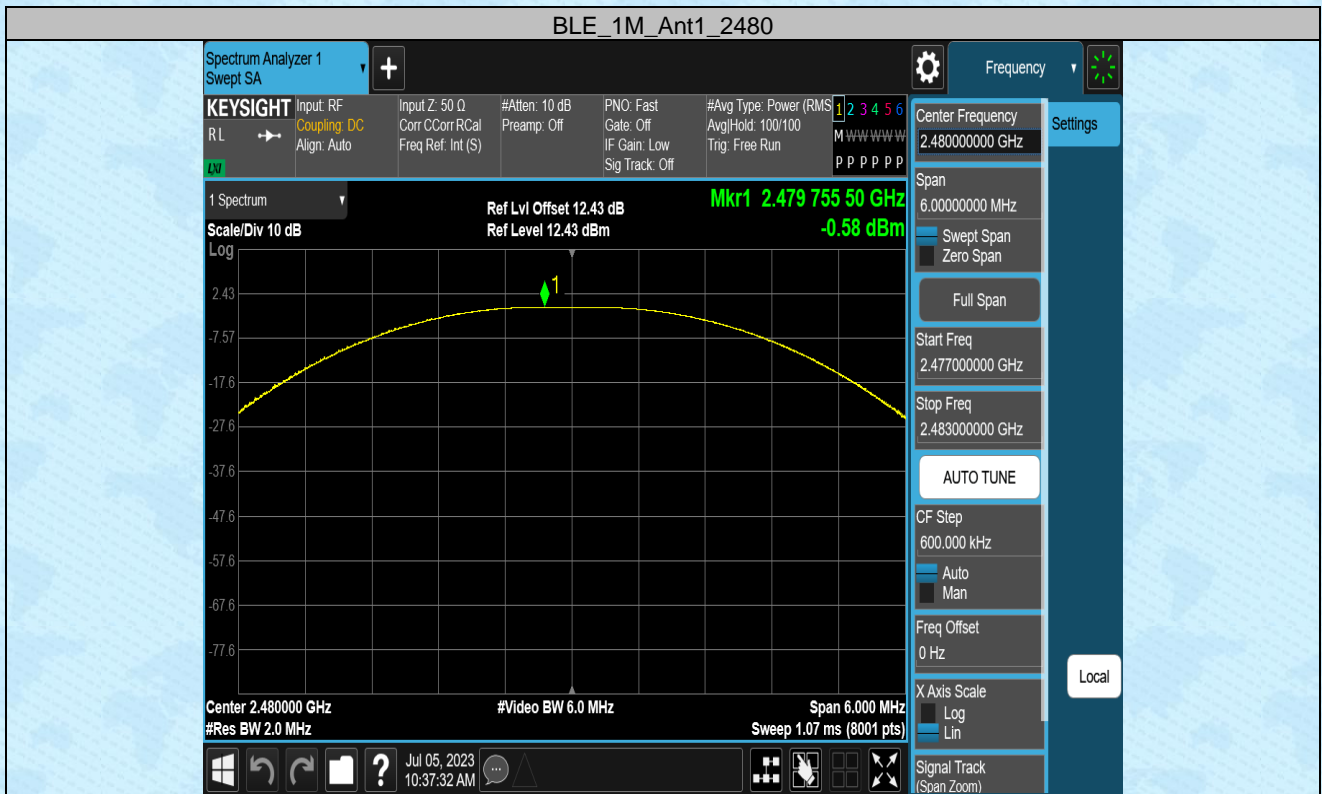 BLE_1M_Ant1_2480
Spectrum Analyzer 1
Swept SA
Frequency
KEYSIGHT
RL
LXI
Input: RF
Coupling: DC
Align: Auto
Input Z: 50 Ω
Corr CCorr RCal
Freq Ref: Int (S)
#Atten: 10 dB
Preamp: Off
PNO: Fast
Gate: Off
IF Gain: Low
Sig Track: Off
#Avg Type: Power (RMS
Avg|Hold: 100/100
Trig: Free Run
1 2 3 4 5 6
M W W W W W
P P P P P P
1 Spectrum
Scale/Div 10 dB
Log
Ref Lvl Offset 12.43 dB
Ref Level 12.43 dBm
Mkr1 2.479 755 50 GHz
-0.58 dBm
1
2.43
-7.57
-17.6
-27.6
-37.6
-47.6
-57.6
-67.6
-77.6
Center 2.480000 GHz
#Res BW 2.0 MHz
#Video BW 6.0 MHz
Span 6.000 MHz
Sweep 1.07 ms (8001 pts)
Jul 05, 2023
10:37:32 AM
Center Frequency
2.480000000 GHz
Settings
Span
6.00000000 MHz
Swept Span
Zero Span
Full Span
Start Freq
2.477000000 GHz
Stop Freq
2.483000000 GHz
AUTO TUNE
CF Step
600.000 kHz
Auto
Man
Freq Offset
0 Hz
Local
X Axis Scale
Log
Lin
Signal Track
(Span Zoom)